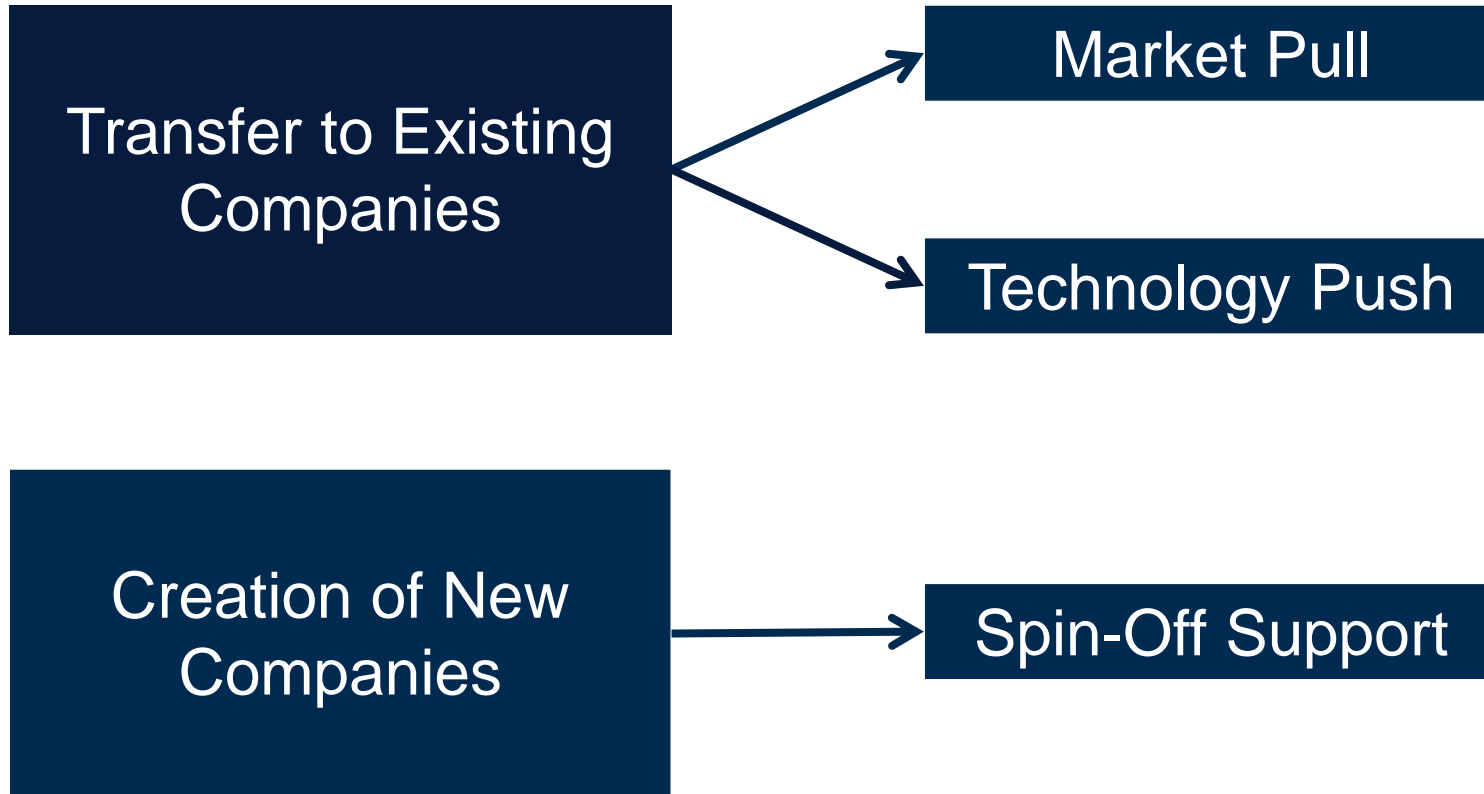 Transfer to Existing
Companies
Market Pull
Technology Push
Creation of New
Companies
Spin-Off Support